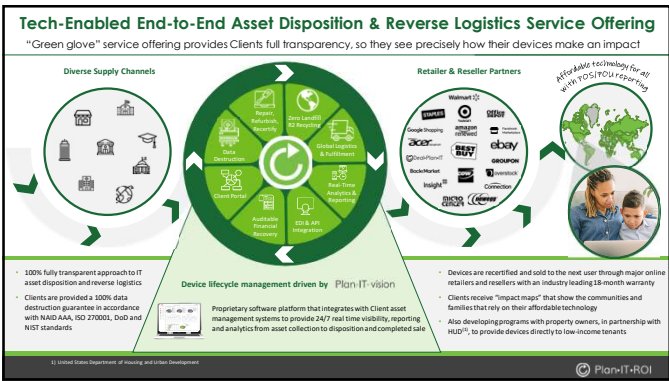 Tech-Enabled End-to-End Asset Disposition & Reverse Logistics Service Offering
"Green glove" service offering provides Clients full transparency, so they see precisely how their devices make an impact
Diverse Supply Channels
Repair,
Refurbish,
Recertify
Zero Landfill
R2 Recycling
Global Logistics
& Fulfillment
Real-Time
Analytics &
Reporting
EDI & API
Integration
Auditable
Financial
Recovery
Client Portal
Data
Destruction
Retailer & Reseller Partners
Walmart
STAPLES
Office
Google Shopping
amazon
renewed
Facebook
Marketplace
acer
BEST
BUY
ebay
Deal•Plan•IT
GROUPON
BackMarket
CDW
overstock
Insight
Connection
MICRO
CENTER
newegg
Affordable technology for all
with POS/POU reporting
• 100% fully transparent approach to IT
asset disposition and reverse logistics
• Clients are provided a 100% data
destruction guarantee in accordance
with NAID AAA, ISO 270001, DoD and
NIST standards
Device lifecycle management driven by Plan·IT·vision
Proprietary software platform that integrates with Client asset
management systems to provide 24/7 real time visibility, reporting
and analytics from asset collection to disposition and completed sale
• Devices are recertified and sold to the next user through major online
retailers and resellers with an industry leading 18-month warranty
• Clients receive "impact maps" that show the communities and
families that rely on their affordable technology
• Also developing programs with property owners, in partnership with
HUD(1), to provide devices directly to low-income tenants
1) United States Department of Housing and Urban Development
Plan•IT•ROI